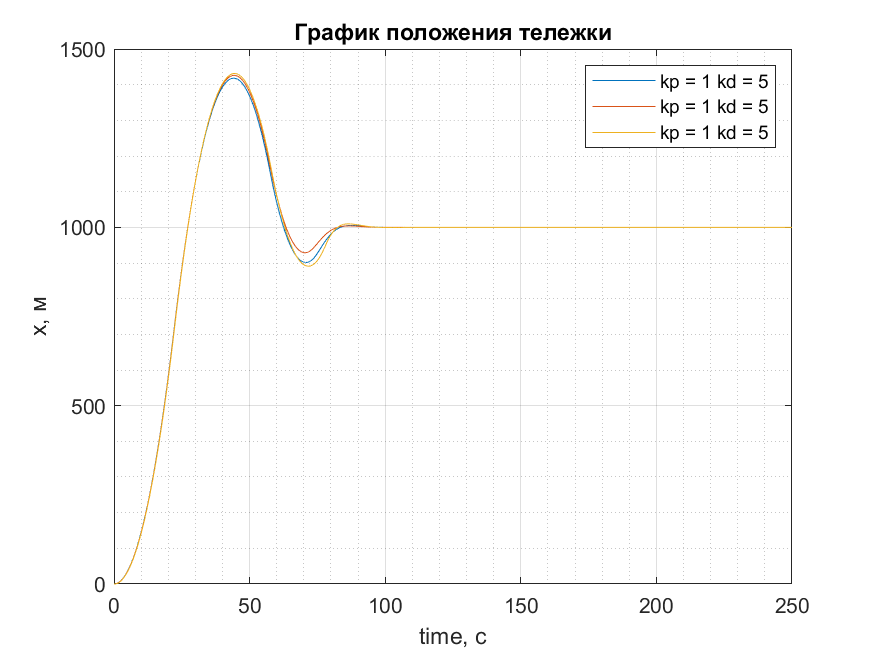 График положения тележки
kp = 1 kd = 5
kp = 1 kd = 5
kp = 1 kd = 5
1500
1000
500
0
x, м
0 50 100 150 200 250
time, с